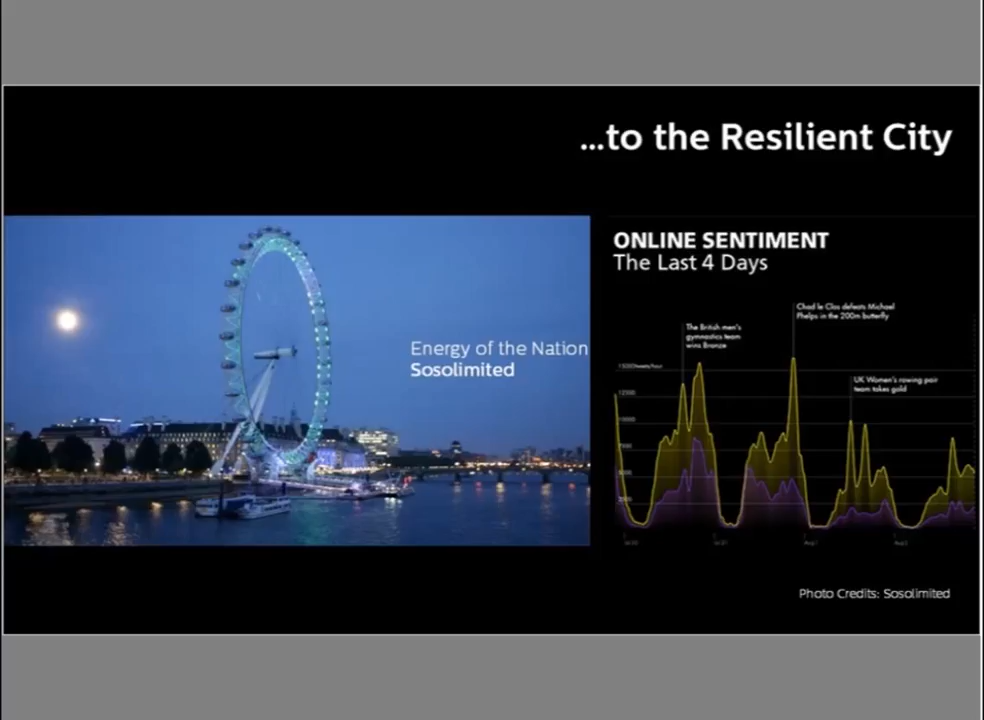 ...to the Resilient City
Energy of the Nation
Sosolimited
ONLINE SENTIMENT
The Last 4 Days
Chad le Clos defeats Michael
Phelps in the 200m butterfly
The British men's
gymnastics team
wins Bronze
UK Women's rowing pair
team takes gold
Photo Credits: Sosolimited